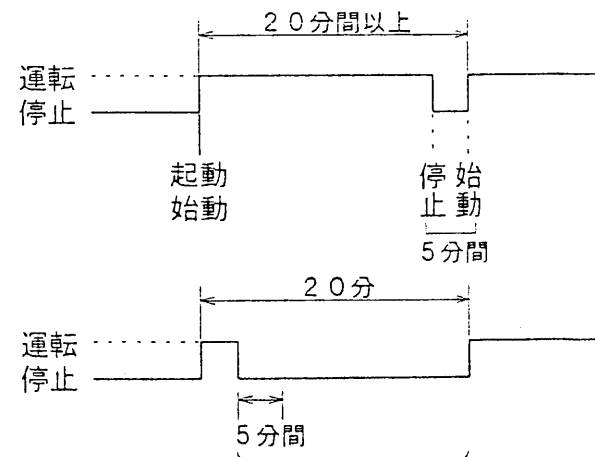 ２０分間以上
運転
停止
起動 停 始
始動 止 動
5分間
２０分
運転
停止
5分間